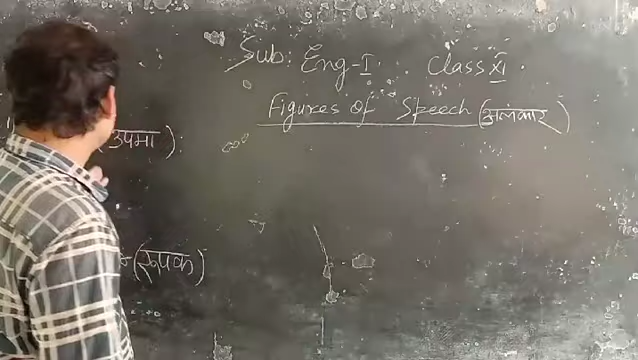 Sub: Eng-I. Class XI.
Figures of Speech (अलंकार)
(उपमा)
(रूपक)